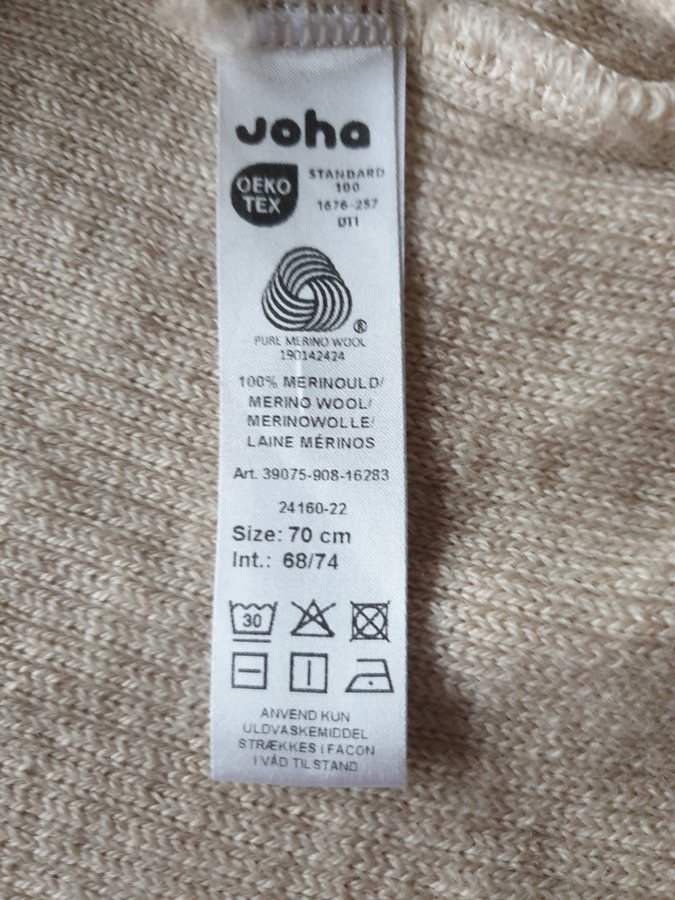 Joha
OEKO
TEX
STANDARD
100
1676-257
DTI
®
PURE MERINO WOOL
190142424
100% MERINOULD/
MERINO WOOL/
MERINOWOLLE/
LAINE MÉRINOS
Art. 39075-908-16283
24160-22
Size: 70 cm
Int.: 68/74
30
ANVEND KUN
ULDVASKEMIDDEL
STRÆKKES I FACON
I VÅD TILSTAND